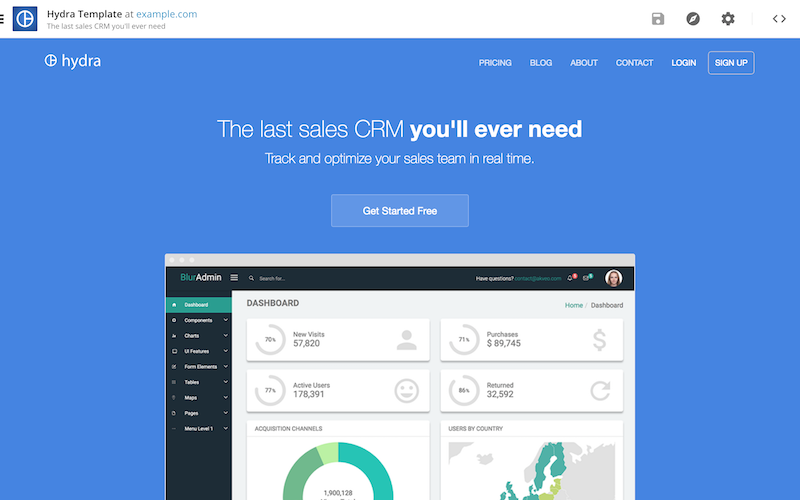 Hydra Template at example.com
The last sales CRM you'll ever need
hydra
PRICING BLOG ABOUT CONTACT LOGIN SIGN UP
The last sales CRM you'll ever need
Track and optimize your sales team in real time.
Get Started Free
BlurAdmin Search for... Have questions? contact@akveo.com 5 5
Dashboard
Components
Charts
UI Features
Form Elements
Tables
Maps
Pages
Menu Level 1
DASHBOARD Home / Dashboard
70% New Visits
57,820
71% Purchases
$ 89,745
77% Active Users
178,391
85% Returned
32,592
ACQUISITION CHANNELS
1,900,128
USERS BY COUNTRY